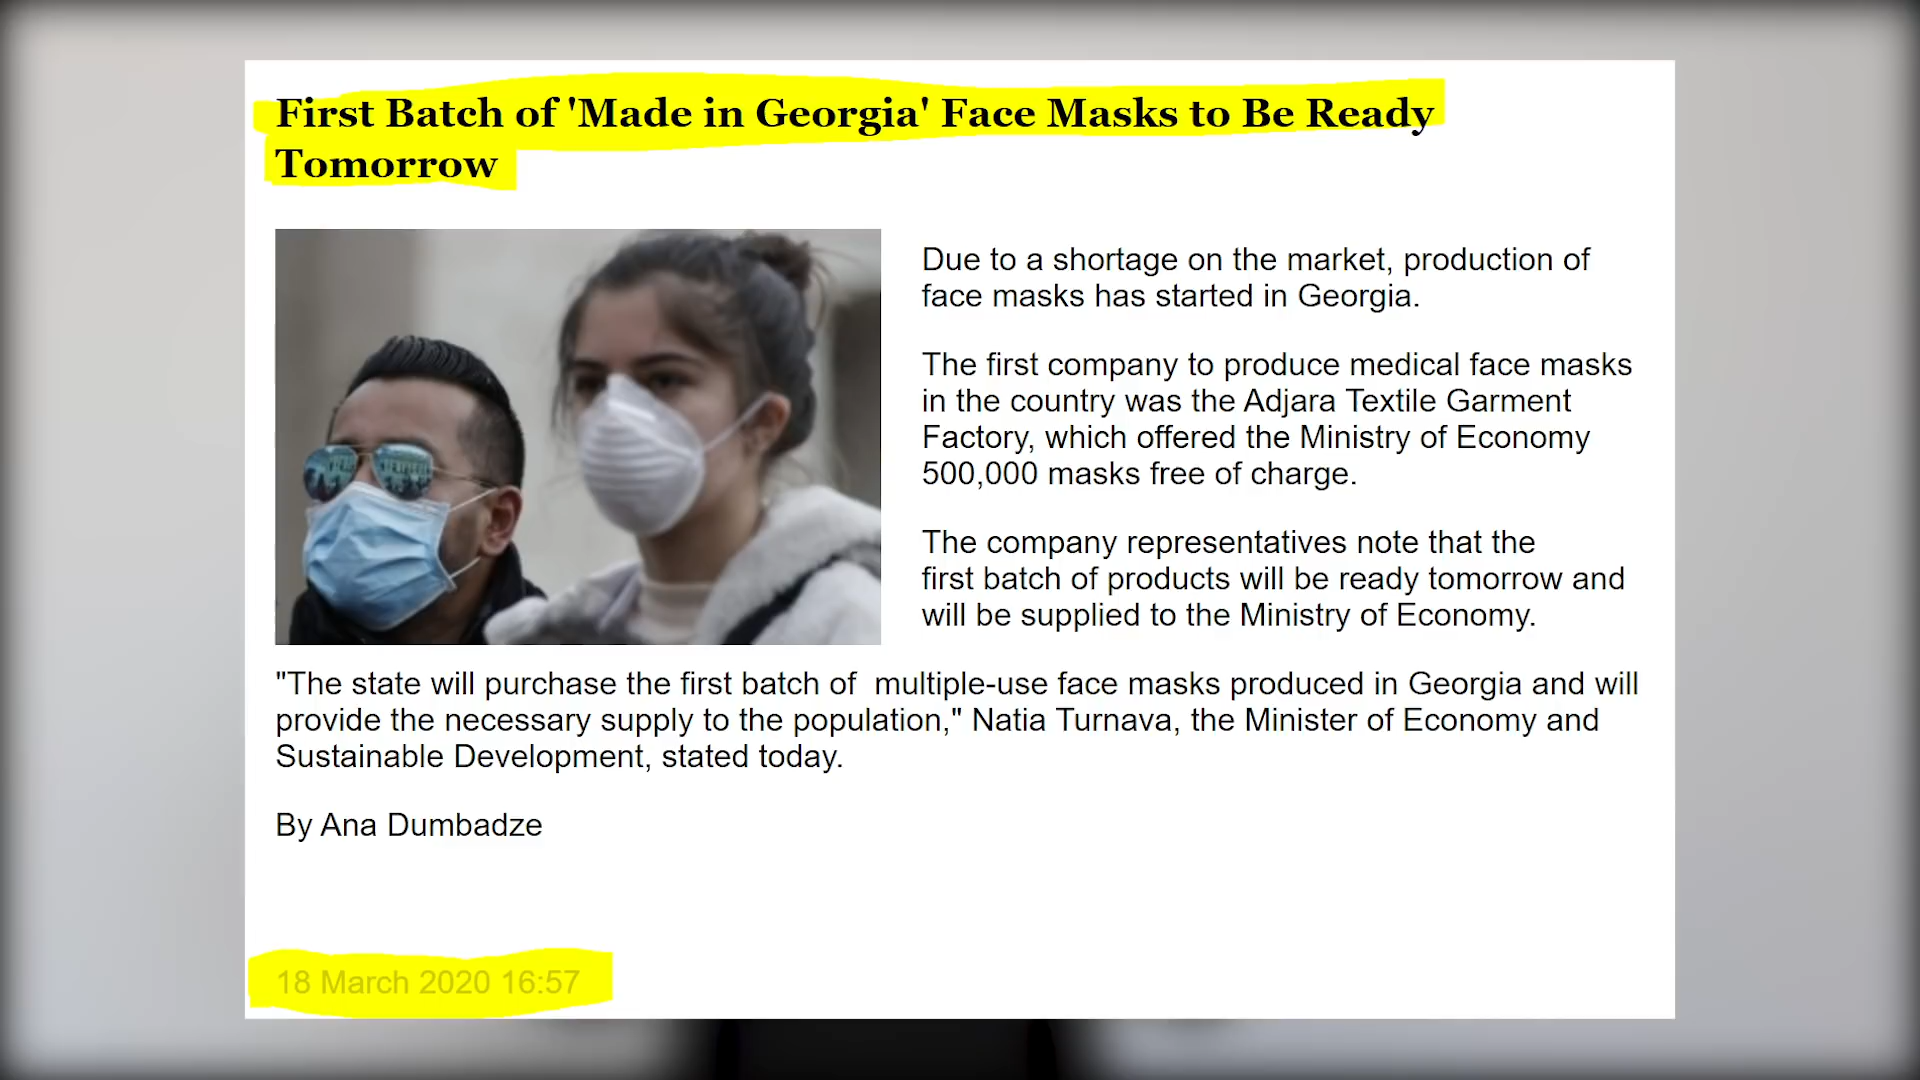 First Batch of 'Made in Georgia' Face Masks to Be Ready
Tomorrow
Due to a shortage on the market, production of
face masks has started in Georgia.
The first company to produce medical face masks
in the country was the Adjara Textile Garment
Factory, which offered the Ministry of Economy
500,000 masks free of charge.
The company representatives note that the
first batch of products will be ready tomorrow and
will be supplied to the Ministry of Economy.
"The state will purchase the first batch of  multiple-use face masks produced in Georgia and will
provide the necessary supply to the population," Natia Turnava, the Minister of Economy and
Sustainable Development, stated today.
By Ana Dumbadze
18 March 2020 16:57